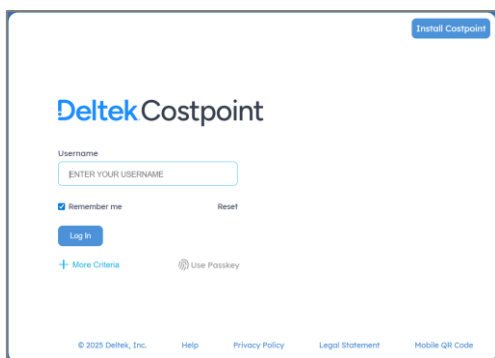 Install Costpoint
Deltek Costpoint
Username
ENTER YOUR USERNAME
Remember me Reset
Log In
+ More Criteria Use Passkey
© 2025 Deltek, Inc. Help Privacy Policy Legal Statement Mobile QR Code